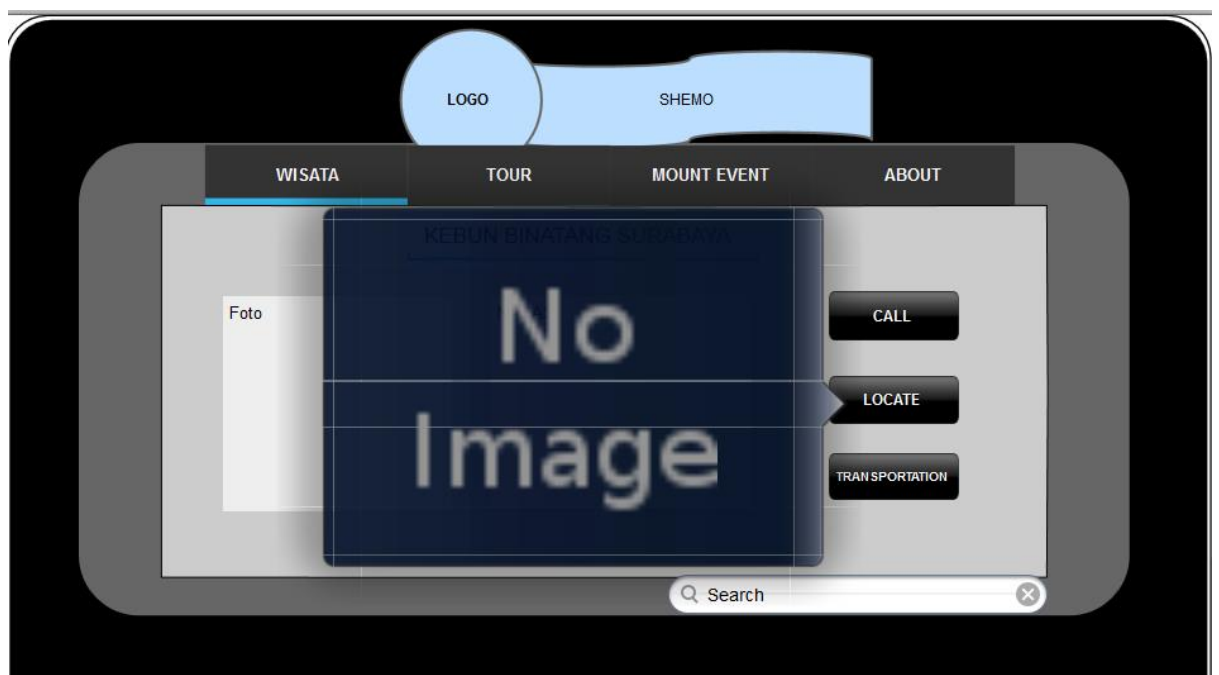 LOGO
SHEMO
WISATA
TOUR
MOUNT EVENT
ABOUT
KEBUN BINATANG SURABAYA
Foto
No
Image
CALL
LOCATE
TRANSPORTATION
Search